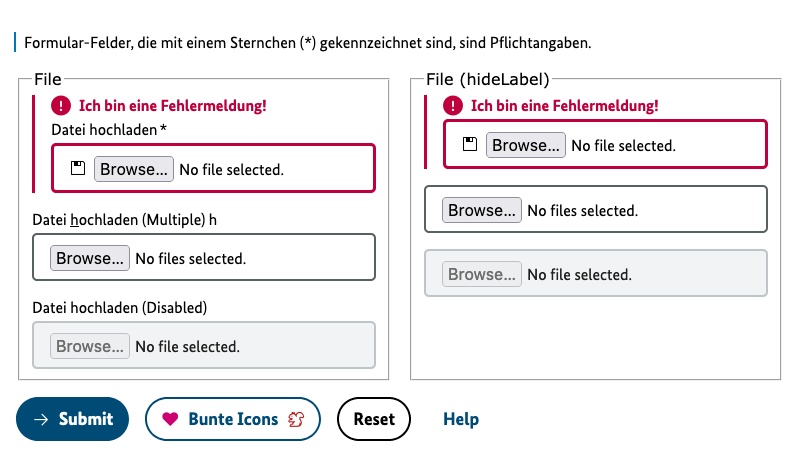 Formular-Felder, die mit einem Sternchen (*) gekennzeichnet sind, sind Pflichtangaben.
File
Ich bin eine Fehlermeldung!
Datei hochladen*
Browse... No file selected.
Datei hochladen (Multiple) h
Browse... No files selected.
Datei hochladen (Disabled)
Browse... No file selected.
File (hideLabel)
Ich bin eine Fehlermeldung!
Browse... No file selected.
Browse... No files selected.
Browse... No file selected.
Submit
Bunte Icons
Reset
Help